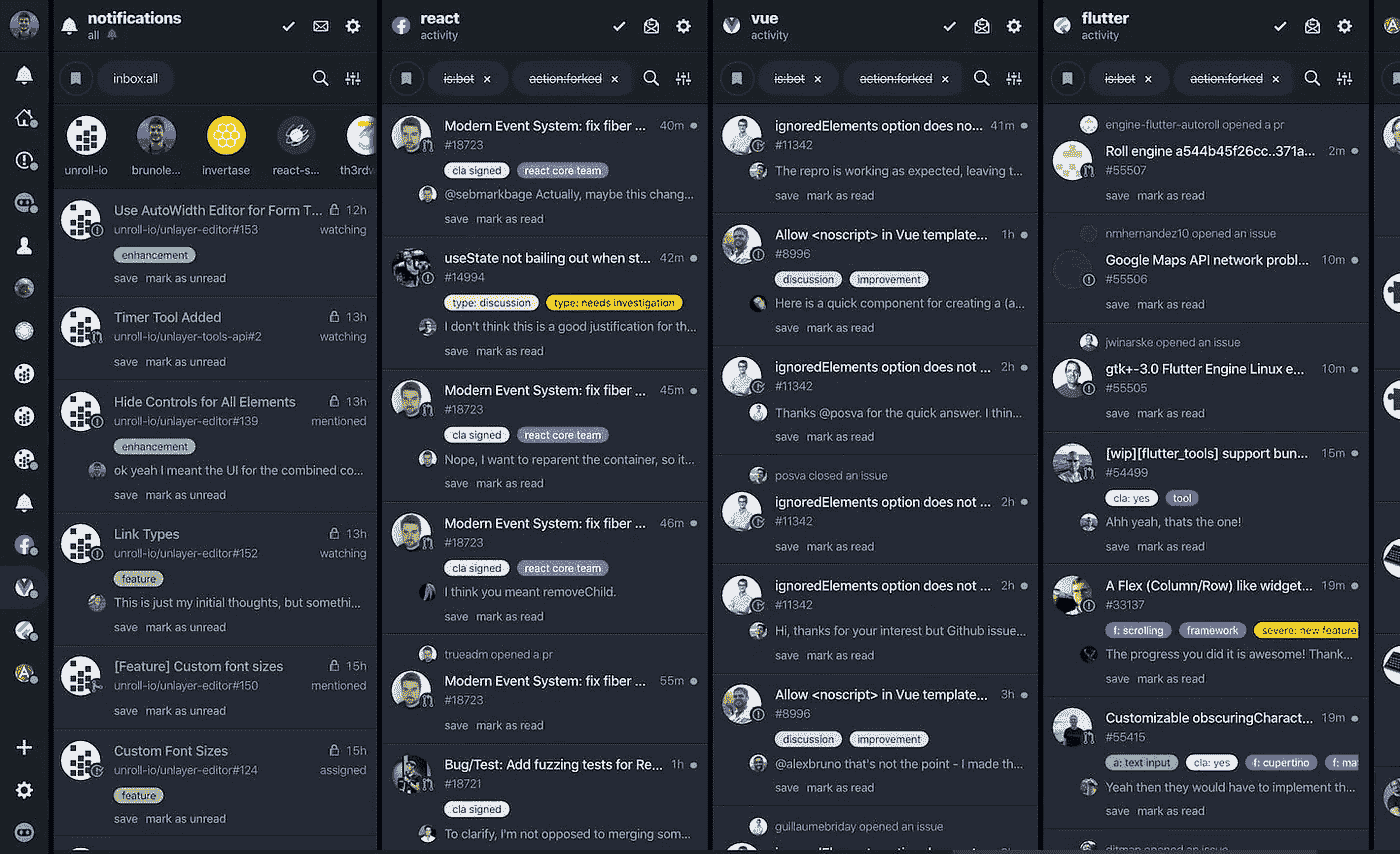 notifications
all
inbox:all
unroll-io
brunole...
invertase
react-s...
th3rdw
Use AutoWidth Editor for Form T... 12h
unroll-io/unlayer-editor#153 watching
enhancement
save mark as unread
Timer Tool Added 13h
unroll-io/unlayer-tools-api#2 watching
save mark as unread
Hide Controls for All Elements 13h
unroll-io/unlayer-editor#139 mentioned
enhancement
ok yeah I meant the UI for the combined co...
save mark as unread
Link Types 13h
unroll-io/unlayer-editor#152 watching
feature
This is just my initial thoughts, but somethi...
save mark as unread
[Feature] Custom font sizes 15h
unroll-io/unlayer-editor#150 mentioned
save mark as unread
Custom Font Sizes 15h
unroll-io/unlayer-editor#124 assigned
feature
save mark as unread
react
activity
is:bot × action:forked ×
Modern Event System: fix fiber ... 40m
#18723
cla signed react core team
@sebmarkbage Actually, maybe this chang...
save mark as read
useState not bailing out when st... 42m
#14994
type: discussion type: needs investigation
I don't think this is a good justification for th...
save mark as read
Modern Event System: fix fiber ... 45m
#18723
cla signed react core team
Nope, I want to reparent the container, so it...
save mark as read
Modern Event System: fix fiber ... 46m
#18723
cla signed react core team
I think you meant removeChild.
save mark as read
trueadm opened a pr
Modern Event System: fix fiber ... 55m
#18723
save mark as read
Bug/Test: Add fuzzing tests for Re... 1h
#18721
cla signed
To clarify, I'm not opposed to merging som...
vue
activity
is:bot × action:forked ×
ignoredElements option does no... 41m
#11342
The repro is working as expected, leaving t...
save mark as read
Allow <noscript> in Vue template... 1h
#8996
discussion improvement
Here is a quick component for creating a (a...
save mark as read
ignoredElements option does not ... 2h
#11342
Thanks @posva for the quick answer. I thin...
save mark as read
posva closed an issue
ignoredElements option does not ... 2h
#11342
save mark as read
ignoredElements option does not ... 2h
#11342
Hi, thanks for your interest but Github issue...
save mark as read
Allow <noscript> in Vue template... 3h
#8996
discussion improvement
@alexbruno that's not the point - I made th...
save mark as read
guillaumebriday opened an issue
flutter
activity
is:bot × action:forked ×
engine-flutter-autoroll opened a pr
Roll engine a544b45f26cc..371a... 2m
#55507
save mark as read
nmhernandez10 opened an issue
Google Maps API network probl... 10m
#55506
save mark as read
jwinarske opened an issue
gtk+-3.0 Flutter Engine Linux e... 10m
#55505
save mark as read
[wip][flutter_tools] support bun... 15m
#54499
cla: yes tool
Ahh yeah, thats the one!
save mark as read
A Flex (Column/Row) like widget... 19m
#33137
f: scrolling framework severe: new feature
The progress you did it is awesome! Thank...
save mark as read
Customizable obscuringCharact... 19m
#55415
a: text input cla: yes f: cupertino f: ma
Yeah then they would have to implement th...
save mark as read